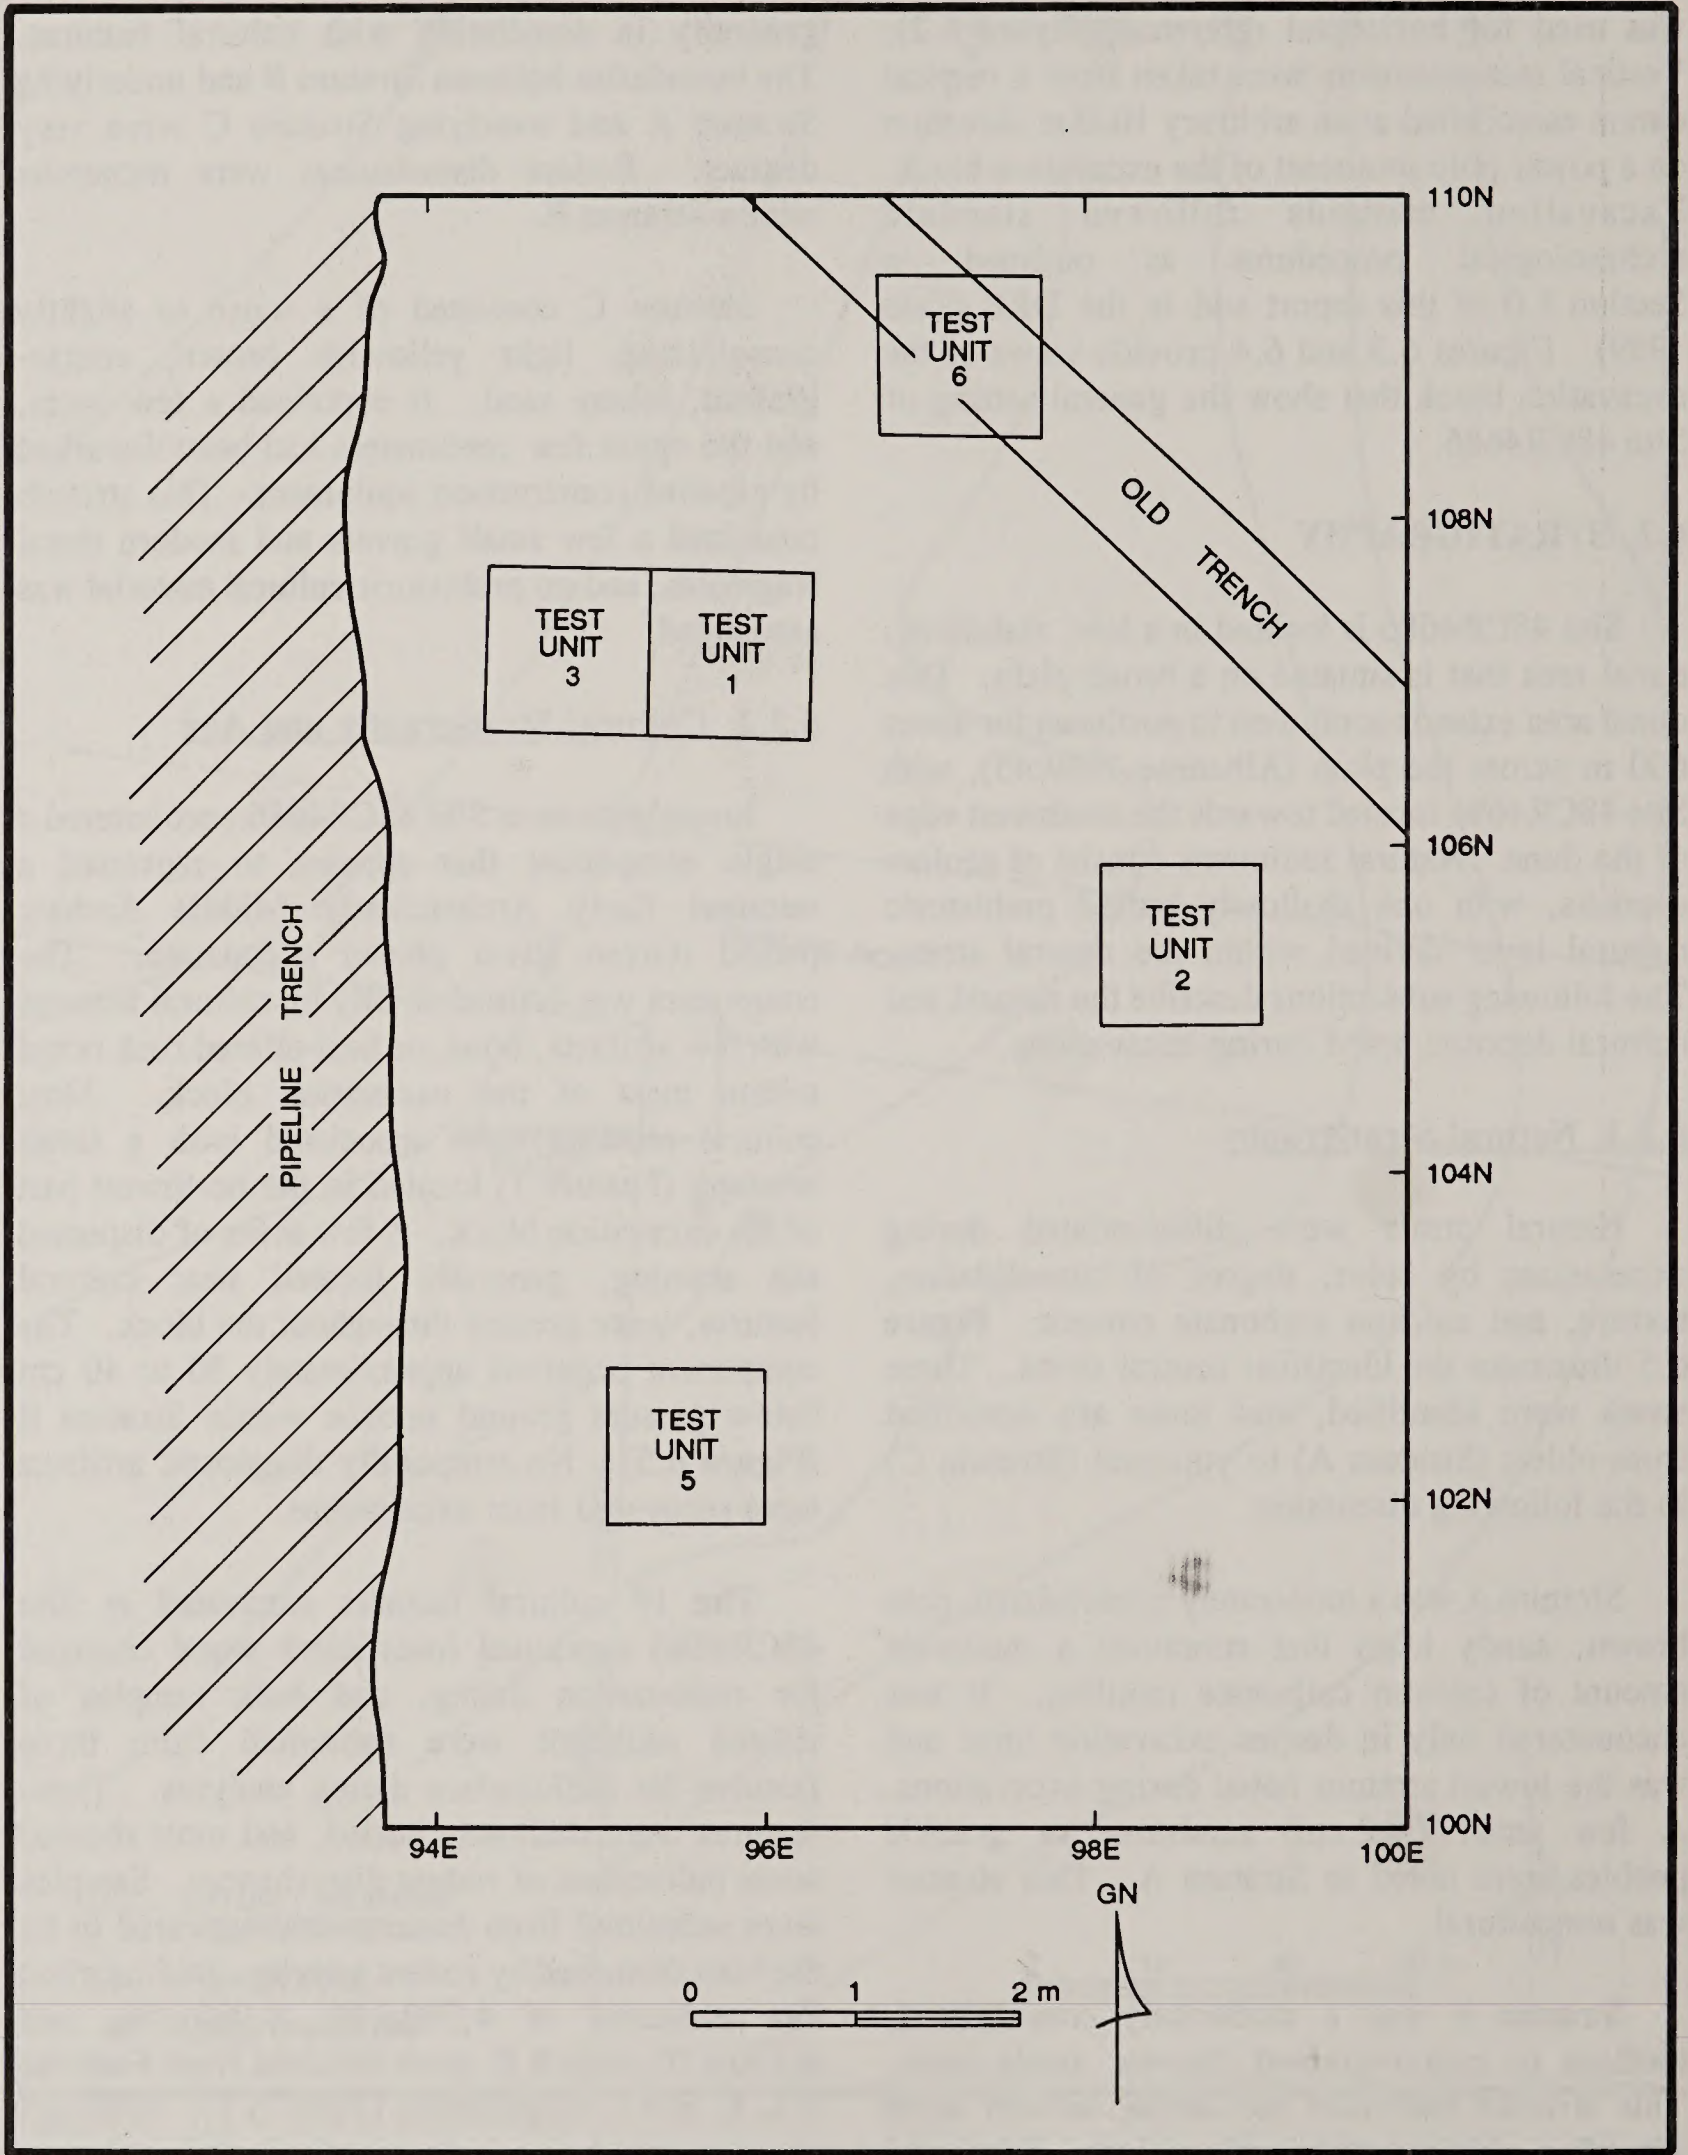 110N
TEST
UNIT
6
OLD
TRENCH
108N
TEST
UNIT
3
TEST
UNIT
1
106N
TEST
UNIT
2
PIPELINE TRENCH
104N
TEST
UNIT
5
102N
100N
94E
96E
98E
100E
GN
0
1
2 m